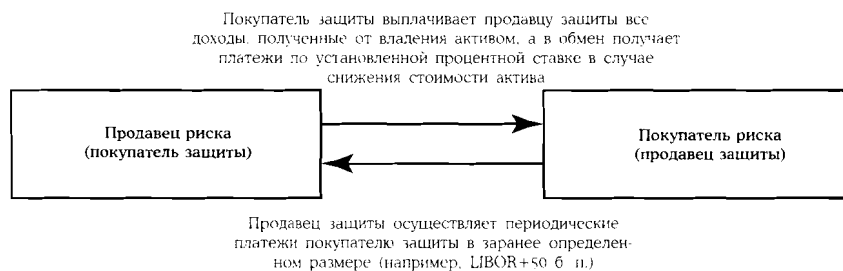 Покупатель защиты выплачивает продавцу защиты все
доходы, полученные от владения активом, а в обмен получает
платежи по установленной процентной ставке в случае
снижения стоимости актива
Продавец риска
(покупатель защиты)
Покупатель риска
(продавец защиты)
Продавец защиты осуществляет периодические
платежи покупателю защиты в заранее определен-
ном размере (например, LIBOR+50 б. п.)